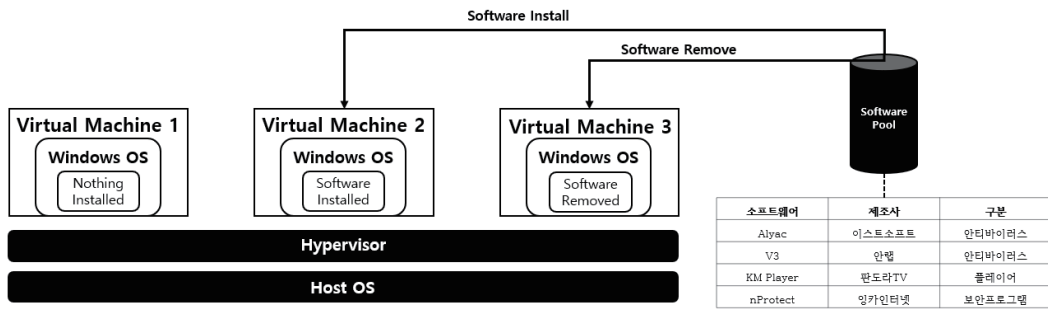 Software Install
Software Remove
Software
Pool
Virtual Machine 1
Windows OS
Nothing
Installed
Virtual Machine 2
Windows OS
Software
Installed
Virtual Machine 3
Windows OS
Software
Removed
Hypervisor
Host OS
소프트웨어 제조사 구분
Alyac 이스트소프트 안티바이러스
V3 안랩 안티바이러스
KM Player 판도라TV 플레이어
nProtect 잉카인터넷 보안프로그램